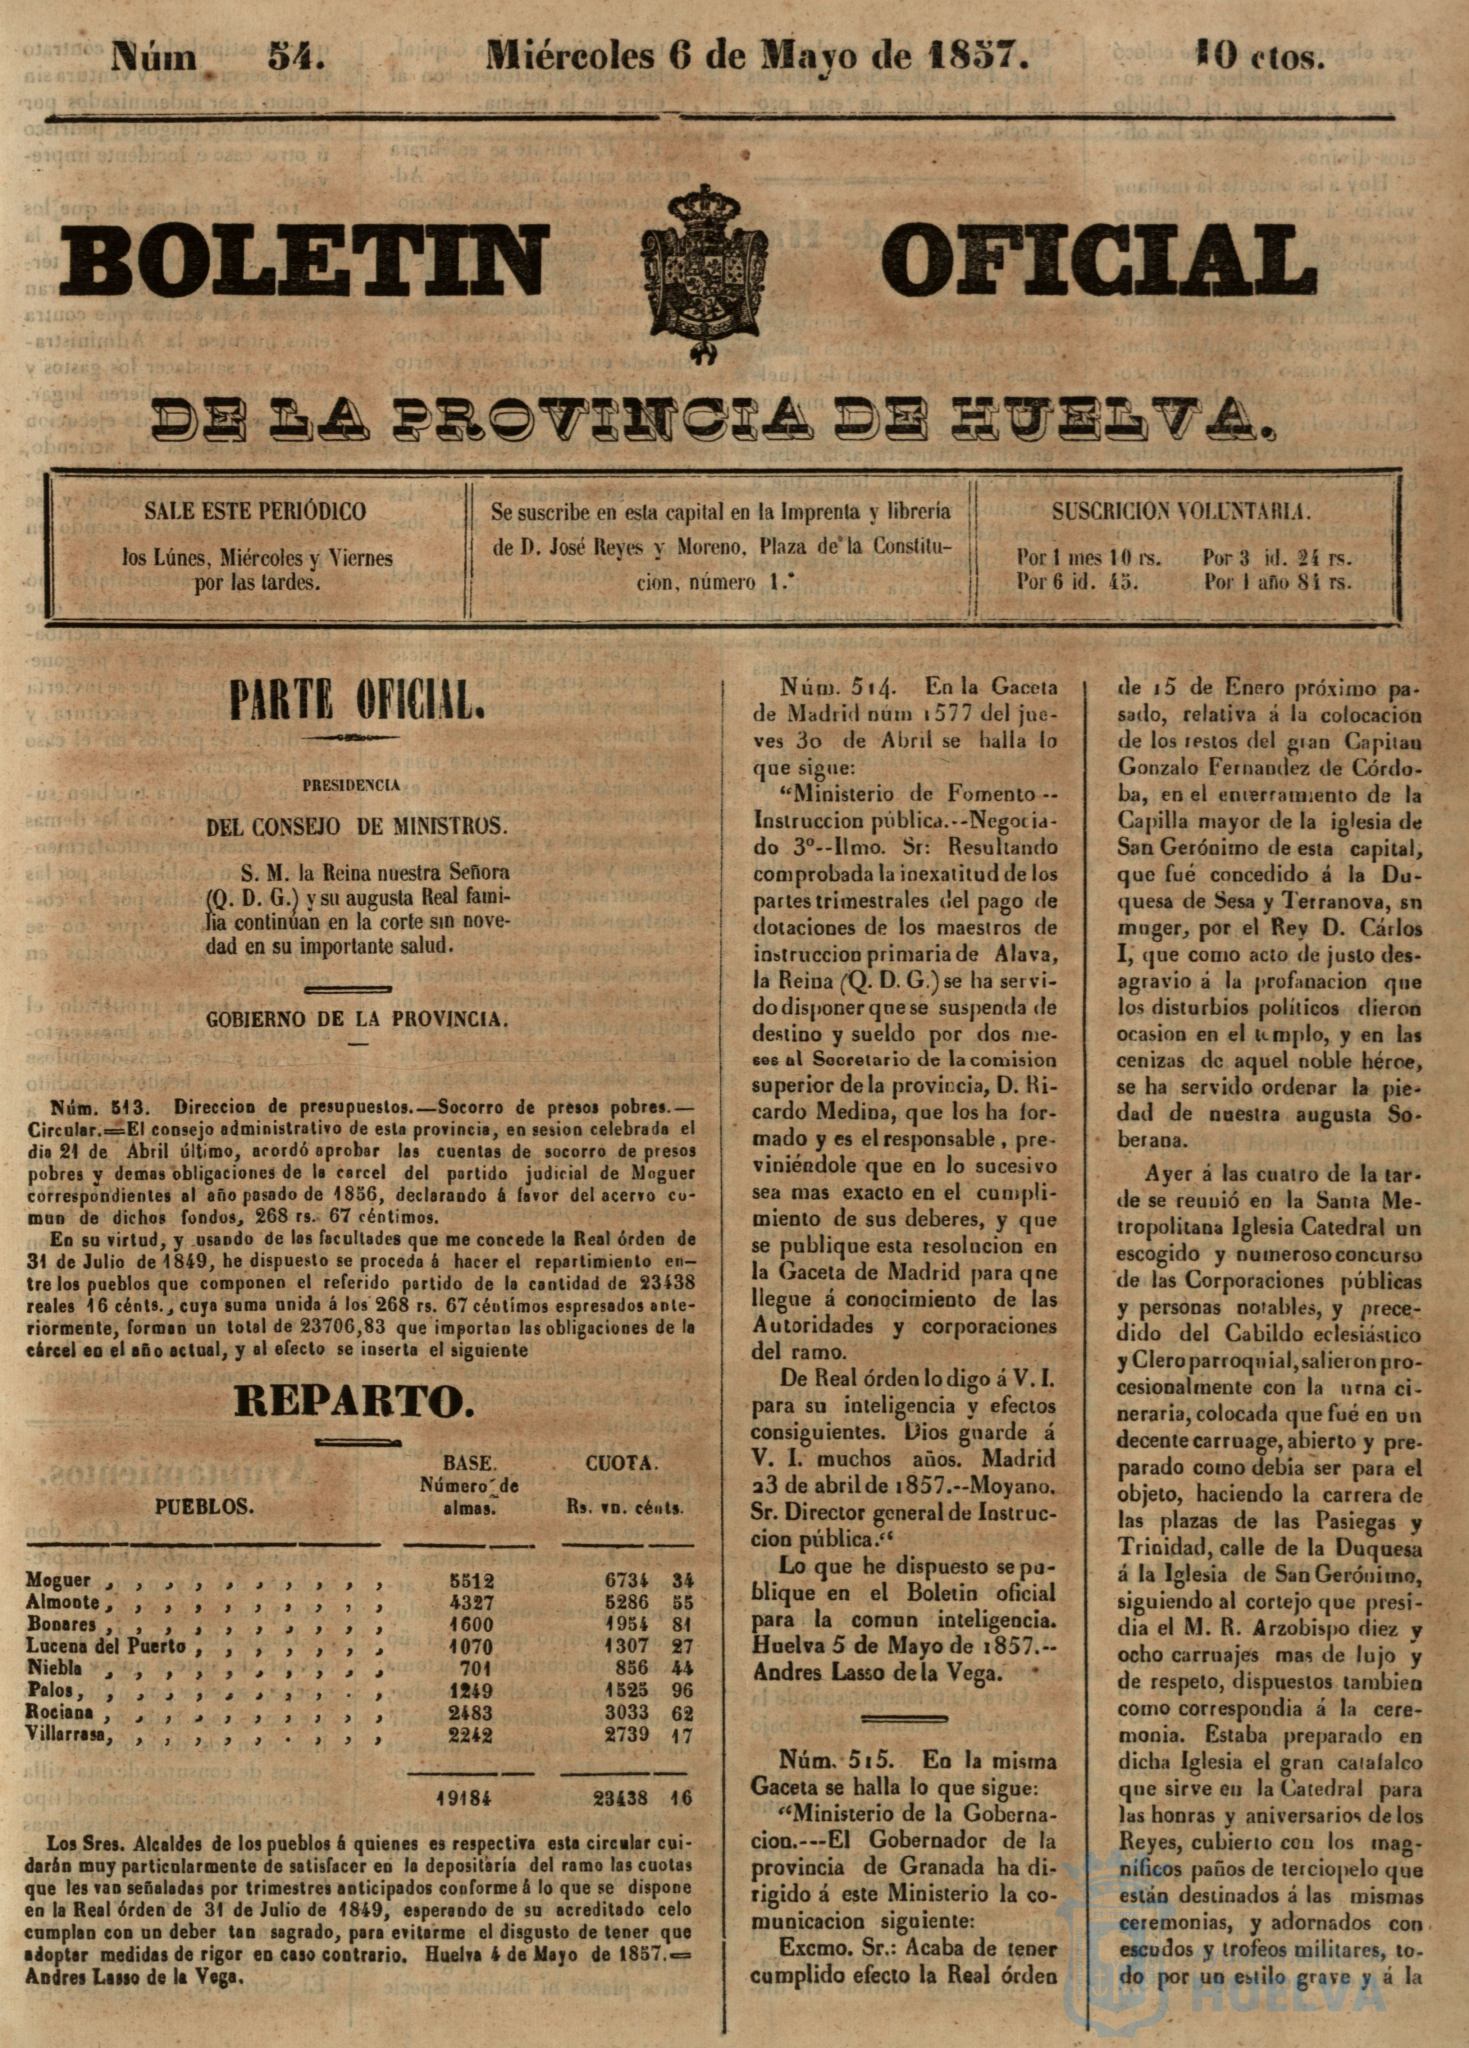 Núm 54. Miércoles 6 de Mayo de 1857. 10 ctos.
BOLETIN OFICIAL
DE LA PROVINCIA DE HUELVA.
SALE ESTE PERIÓDICO
los Lúnes, Miércoles y Viernes
por las tardes.
Se suscribe en esta capital en la Imprenta y librería
de D. José Reyes y Moreno, Plaza de la Constitu-
cion, número 1.°
SUSCRICION VOLUNTARIA.
Por 1 mes 10 rs. Por 3 id. 24 rs.
Por 6 id. 45. Por 1 año 84 rs.
PARTE OFICIAL.
PRESIDENCIA
DEL CONSEJO DE MINISTROS.
S. M. la Reina nuestra Señora
(Q. D. G.) y su augusta Real fami-
lia continúan en la corte sin nove-
dad en su importante salud.
GOBIERNO DE LA PROVINCIA.
Núm. 513. Direccion de presupuestos.—Socorro de presos pobres.—
Circular.=El consejo administrativo de esta provincia, en sesion celebrada el
dia 21 de Abril último, acordó aprobar las cuentas de socorro de presos
pobres y demas obligaciones de la carcel del partido judicial de Moguer
correspondientes al año pasado de 1856, declarando á favor del acervo co-
mun de dichos fondos, 268 rs. 67 céntimos.
En su virtud, y usando de las facultades que me concede la Real órden de
31 de Julio de 1849, he dispuesto se proceda á hacer el repartimiento en-
tre los pueblos que componen el referido partido de la cantidad de 23438
reales 16 cénts., cuya suma unida á los 268 rs. 67 céntimos espresados ante-
riormente, forman un total de 23706,83 que importan las obligaciones de la
cárcel en el año actual, y al efecto se inserta el siguiente
REPARTO.
BASE. CUOTA.
Número de
PUEBLOS. almas. Rs. vn. cénts.
Moguer , , , , , , , , , , 5512 6734 34
Almonte, , , , , , , , , , 4327 5286 55
Bonares , , , , , , , , , , 1600 1954 81
Lucena del Puerto , , , , , , , 1070 1307 27
Niebla , , , , , , , , , , 701 856 44
Palos, , , , , , , , , . , 1249 1525 96
Rociana , , , , , , , , , , 2483 3033 62
Villarrasa, , , , , , , . , , , 2242 2739 17
19184 23438 16
Los Sres. Alcaldes de los pueblos á quienes es respectiva esta circular cui-
darán muy particularmente de satisfacer en la depositaría del ramo las cuotas
que les van señaladas por trimestres anticipados conforme á lo que se dispone
en la Real órden de 31 de Julio de 1849, esperando de su acreditado celo
cumplan con un deber tan sagrado, para evitarme el disgusto de tener que
adoptar medidas de rigor en caso contrario. Huelva 4 de Mayo de 1857.=
Andres Lasso de la Vega.
Núm. 514. En la Gaceta
de Madrid núm 1577 del jue-
ves 30 de Abril se halla lo
que sigue:
“Ministerio de Fomento--
Instruccion pública.--Negocia-
do 3º--Ilmo. Sr: Resultando
comprobada la inexatitud de los
partes trimestrales del pago de
dotaciones de los maestros de
instruccion primaria de Alava,
la Reina (Q. D. G.) se ha servi-
do disponer que se suspenda de
destino y sueldo por dos me-
ses al Secretario de la comision
superior de la provincia, D. Ri-
cardo Medina, que los ha for-
mado y es el responsable, pre-
viniéndole que en lo sucesivo
sea mas exacto en el cumpli-
miento de sus deberes, y que
se publique esta resolucion en
la Gaceta de Madrid para qne
llegue á conocimiento de las
Autoridades y corporaciones
del ramo.
De Real órden lo digo á V. I.
para su inteligencia y efectos
consiguientes. Dios guarde á
V. I. muchos años. Madrid
23 de abril de 1857.--Moyano.
Sr. Director general de Instruc-
cion pública.“
Lo que he dispuesto se pu-
blique en el Boletin oficial
para la comun inteligencia.
Huelva 5 de Mayo de 1857.--
Andres Lasso de la Vega.
Núm. 515. En la misma
Gaceta se halla lo que sigue:
“Ministerio de la Goberna-
cion.---El Gobernador de la
provincia de Granada ha di-
rigido á este Ministerio la co-
municacion siguiente:
Excmo. Sr.: Acaba de tener
cumplido efecto la Real órden
de 15 de Enero próximo pa-
sado, relativa á la colocacion
de los restos del gran Capitan
Gonzalo Fernandez de Córdo-
ba, en el enterramiento de la
Capilla mayor de la iglesia de
San Gerónimo de esta capital,
que fué concedido á la Du-
quesa de Sesa y Terranova, sn
muger, por el Rey D. Cárlos
I, que como acto de justo des-
agravio á la profanacion que
los disturbios políticos dieron
ocasion en el templo, y en las
cenizas de aquel noble héroe,
se ha servido ordenar la pie-
dad de nuestra augusta So-
berana.
Ayer á las cuatro de la tar-
de se reunió en la Santa Me-
tropolitana Iglesia Catedral un
escogido y numeroso concurso
de las Corporaciones públicas
y personas notables, y prece-
dido del Cabildo eclesiástico
y Clero parroquial, salieron pro-
cesionalmente con la urna ci-
neraria, colocada que fué en un
decente carruage, abierto y pre-
parado como debia ser para el
objeto, haciendo la carrera de
las plazas de las Pasiegas y
Trinidad, calle de la Duquesa
á la Iglesia de San Gerónimo,
siguiendo al cortejo que presi-
dia el M. R. Arzobispo diez y
ocho carruajes mas de lujo y
de respeto, dispuestos tambien
como correspondia á la cere-
monia. Estaba preparado en
dicha Iglesia el gran catafalco
que sirve en la Catedral para
las honras y aniversarios de los
Reyes, cubierto con los mag-
níficos paños de terciopelo que
están destinados á las mismas
ceremonias, y adornados con
escudos y trofeos militares, to-
do por un estilo grave y á la
HUELVA